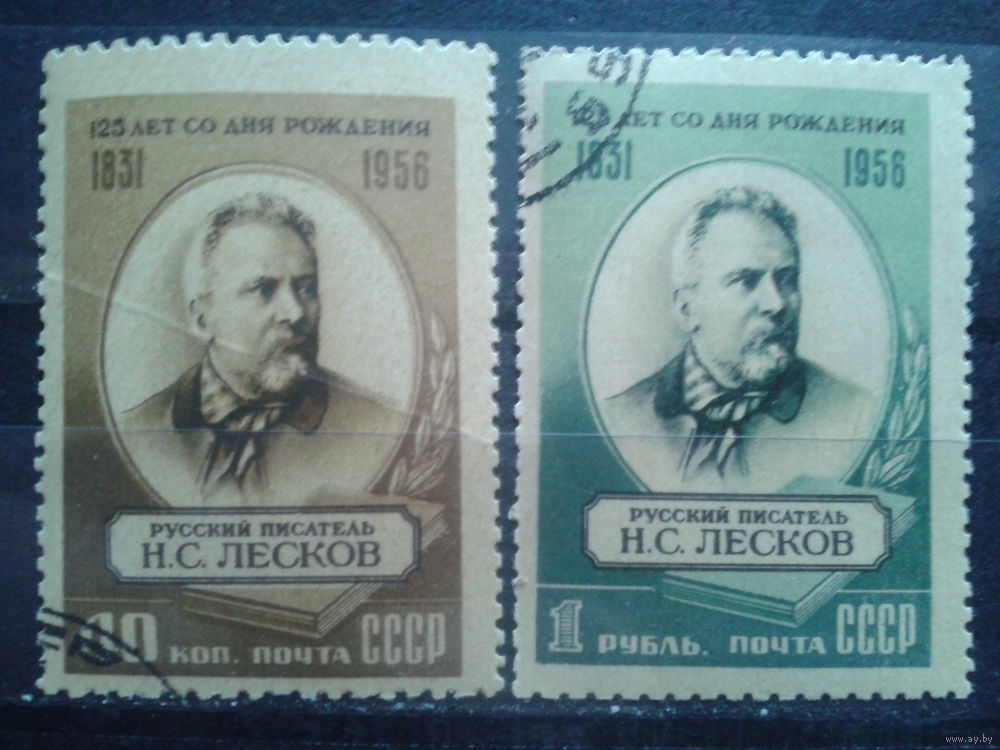 125 ЛЕТ СО ДНЯ РОЖДЕНИЯ
1831 1956
РУССКИЙ ПИСАТЕЛЬ
Н.С. ЛЕСКОВ
КОП. ПОЧТА СССР
ЛЕТ СО ДНЯ РОЖДЕНИЯ
1831 1956
РУССКИЙ ПИСАТЕЛЬ
Н.С. ЛЕСКОВ
1 РУБЛЬ. ПОЧТА СССР
www.ay.by